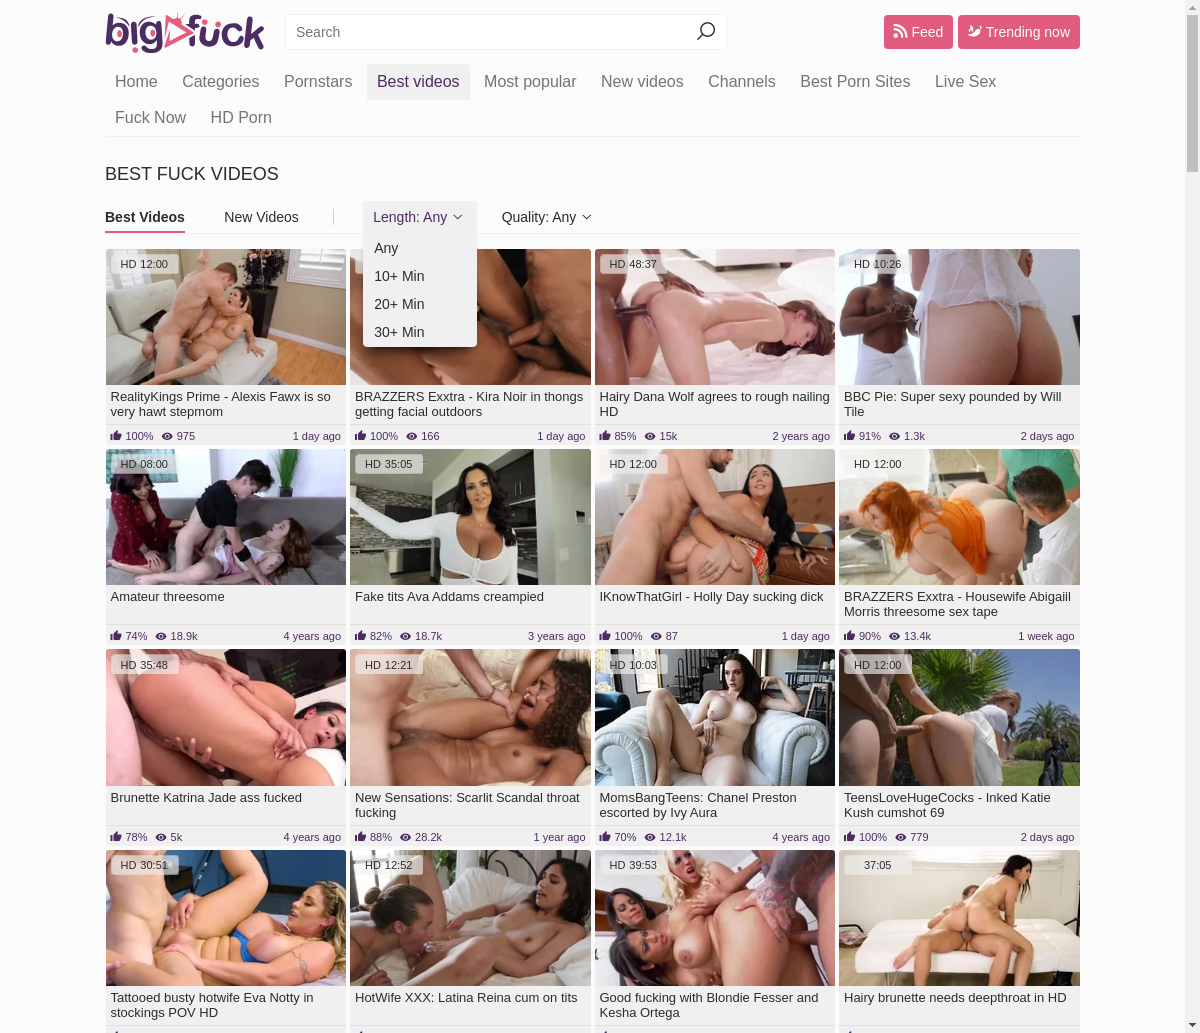 bigfuck
Search
Feed
Trending now
Home Categories Pornstars Best videos Most popular New videos Channels Best Porn Sites Live Sex
Fuck Now HD Porn
BEST FUCK VIDEOS
Best Videos New Videos Length: Any Quality: Any
Any
10+ Min
20+ Min
30+ Min
HD 12:00
RealityKings Prime - Alexis Fawx is so
very hawt stepmom
100% 975 1 day ago
BRAZZERS Exxtra - Kira Noir in thongs
getting facial outdoors
100% 166 1 day ago
HD 48:37
Hairy Dana Wolf agrees to rough nailing
HD
85% 15k 2 years ago
HD 10:26
BBC Pie: Super sexy pounded by Will
Tile
91% 1.3k 2 days ago
HD 08:00
Amateur threesome
74% 18.9k 4 years ago
HD 35:05
Fake tits Ava Addams creampied
82% 18.7k 3 years ago
HD 12:00
IKnowThatGirl - Holly Day sucking dick
100% 87 1 day ago
HD 12:00
BRAZZERS Exxtra - Housewife Abigaiil
Morris threesome sex tape
90% 13.4k 1 week ago
HD 35:48
Brunette Katrina Jade ass fucked
78% 5k 4 years ago
HD 12:21
New Sensations: Scarlit Scandal throat
fucking
88% 28.2k 1 year ago
HD 10:03
MomsBangTeens: Chanel Preston
escorted by Ivy Aura
70% 12.1k 4 years ago
HD 12:00
TeensLoveHugeCocks - Inked Katie
Kush cumshot 69
100% 779 2 days ago
HD 30:51
Tattooed busty hotwife Eva Notty in
stockings POV HD
HD 12:52
HotWife XXX: Latina Reina cum on tits
HD 39:53
Good fucking with Blondie Fesser and
Kesha Ortega
37:05
Hairy brunette needs deepthroat in HD